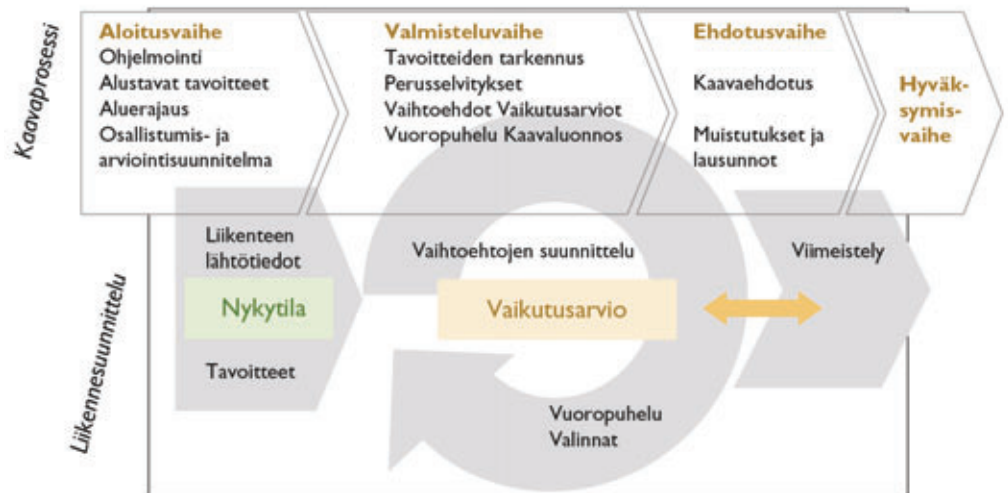 Kaavaprosessi
Aloitusvaihe
Ohjelmointi
Alustavat tavoitteet
Aluerajaus
Osallistumis- ja
arviointisuunnitelma
Valmisteluvaihe
Tavoitteiden tarkennus
Perusselvitykset
Vaihtoehdot Vaikutusarviot
Vuoropuhelu Kaavaluonnos
Ehdotusvaihe
Kaavaehdotus
Muistutukset ja
lausunnot
Hyväk-
symis-
vaihe
Liikennesuunnittelu
Liikenteen
lähtötiedot
Nykytila
Tavoitteet
Vaihtoehtojen suunnittelu
Vaikutusarvio
Vuoropuhelu
Valinnat
Viimeistely